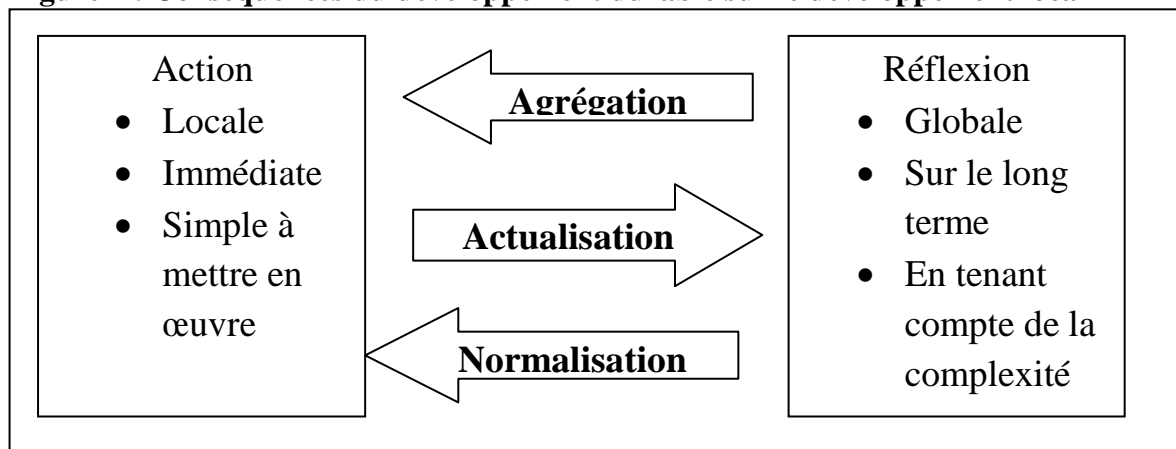 Action
• Locale
• Immédiate
• Simple à
mettre en
œuvre
Agrégation
Actualisation
Normalisation
Réflexion
• Globale
• Sur le long
terme
• En tenant
compte de la
complexité